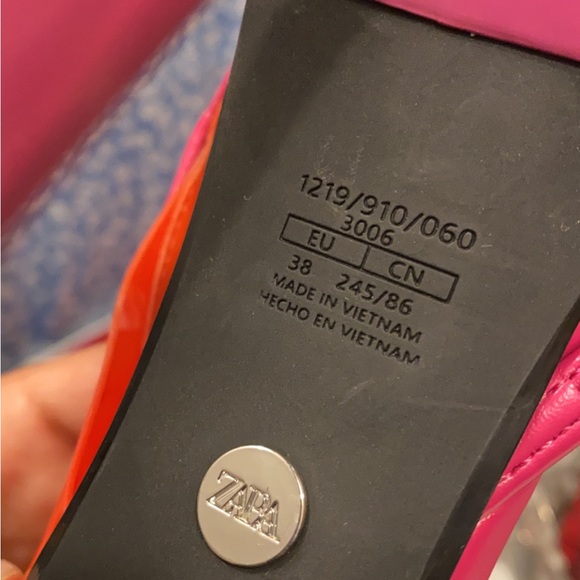 1219/910/060
3006
EU CN
38 245/86
MADE IN VIETNAM
HECHO EN VIETNAM
ZARA